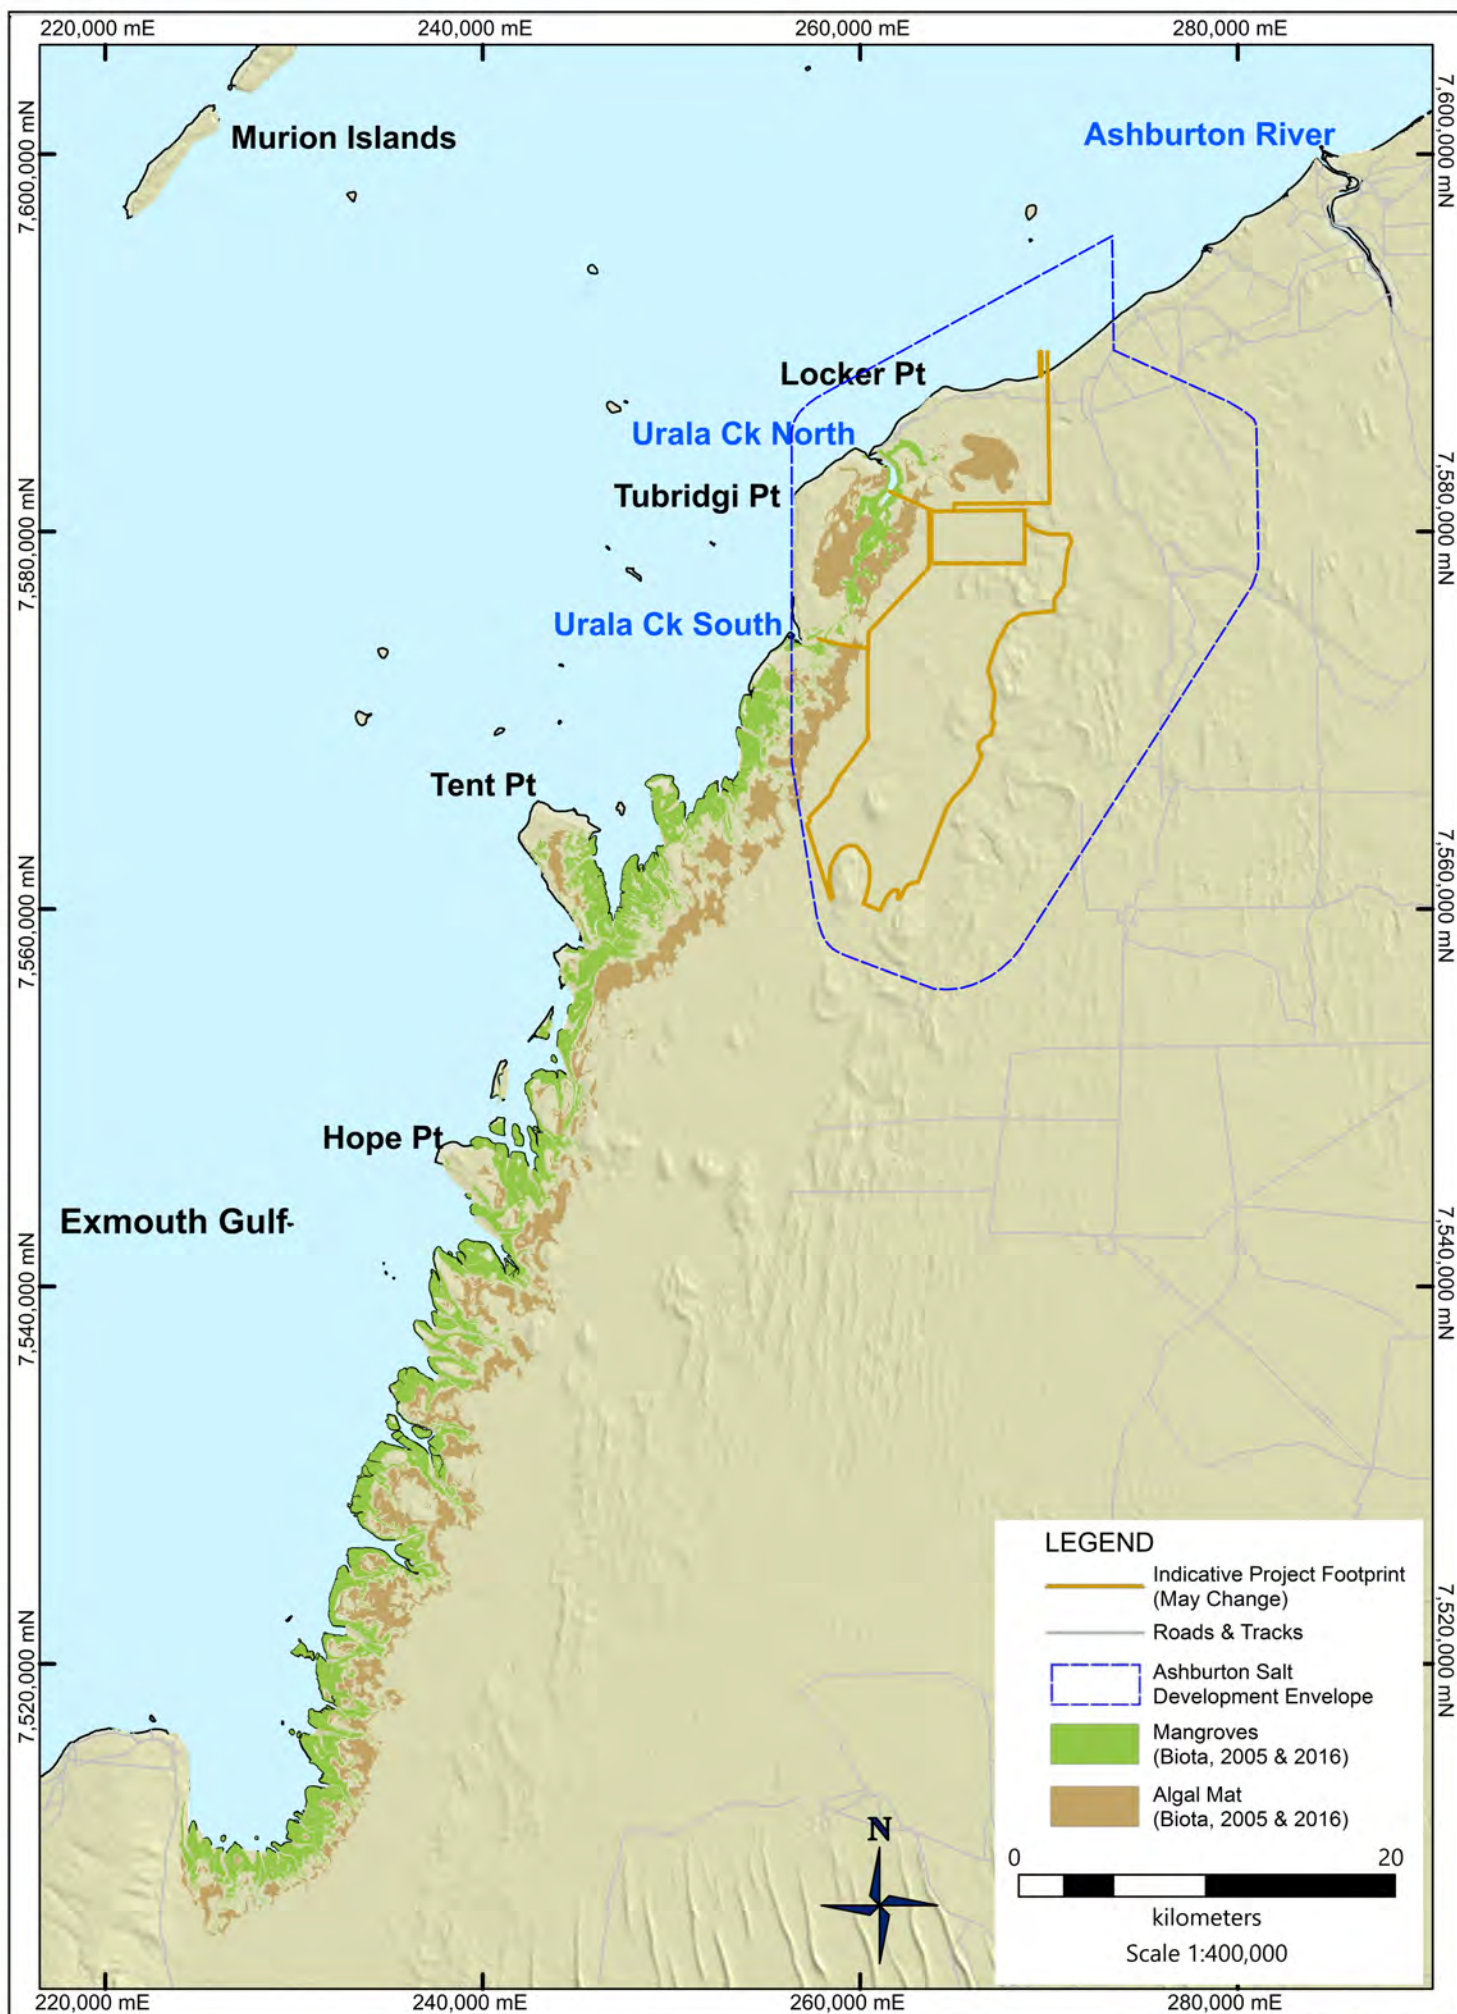 220,000 mE
240,000 mE
260,000 mE
280,000 mE
7,600,000 mN
7,600,000 mN
Murion Islands
Ashburton River
Locker Pt
Urala Ck North
Tubridgi Pt
7,580,000 mN
7,580,000 mN
Urala Ck South
Tent Pt
7,560,000 mN
7,560,000 mN
Hope Pt
Exmouth Gulf
7,540,000 mN
7,540,000 mN
LEGEND
Indicative Project Footprint
(May Change)
Roads & Tracks
Ashburton Salt
Development Envelope
Mangroves
(Biota, 2005 & 2016)
Algal Mat
(Biota, 2005 & 2016)
7,520,000 mN
7,520,000 mN
N
0
20
kilometers
Scale 1:400,000
220,000 mE
240,000 mE
260,000 mE
280,000 mE